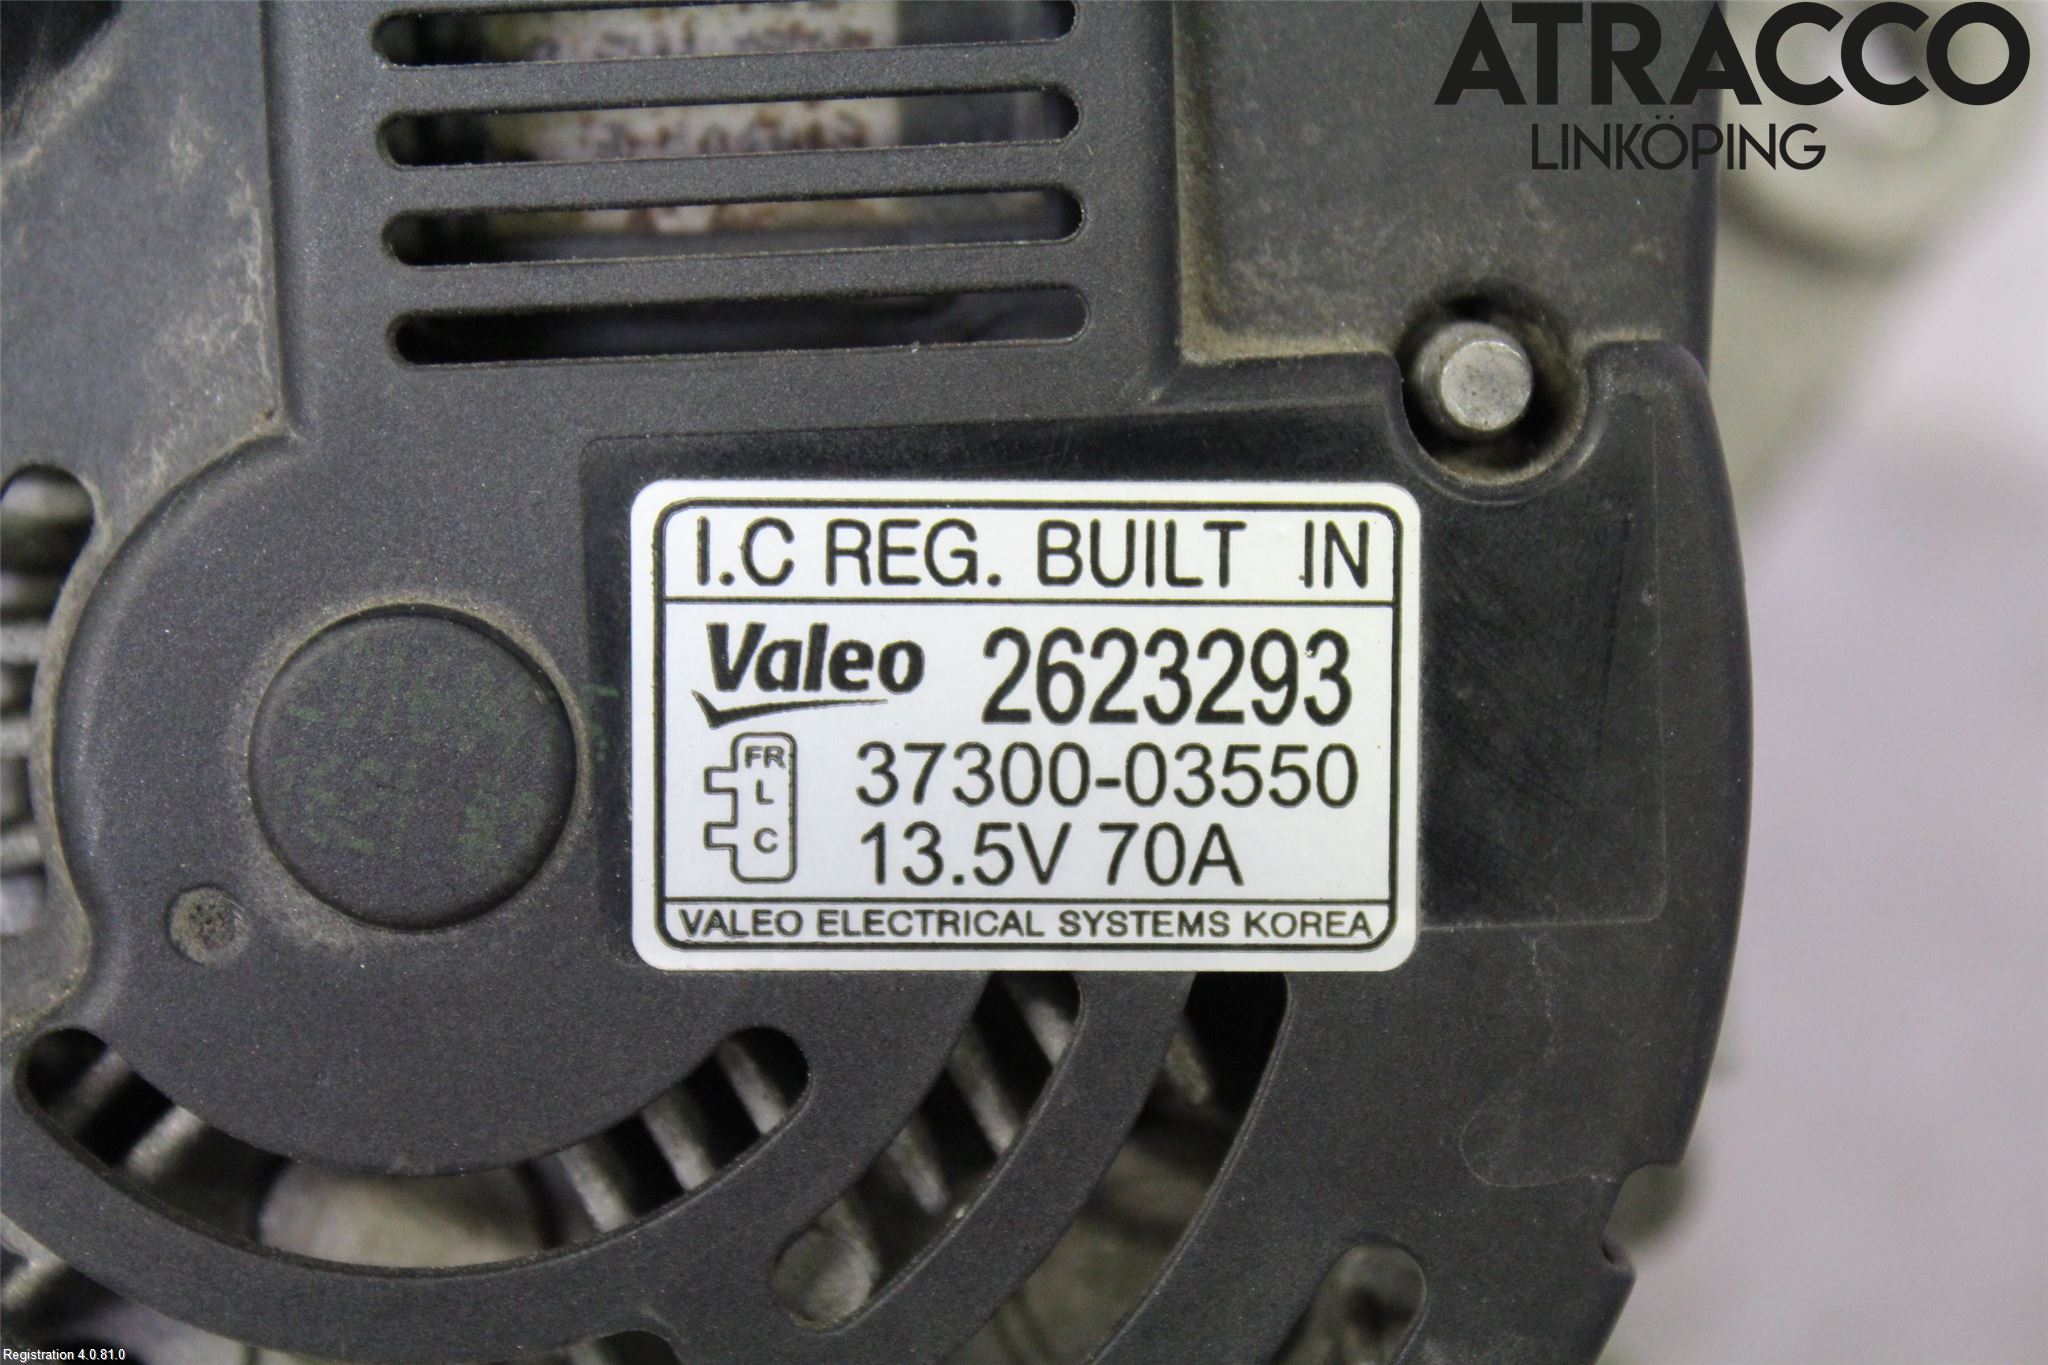 ATRACCO
LINKÖPING
I.C REG. BUILT IN
Valeo 2623293
FR
L
C
37300-03550
13.5V 70A
VALEO ELECTRICAL SYSTEMS KOREA
Registration 4.0.81.0